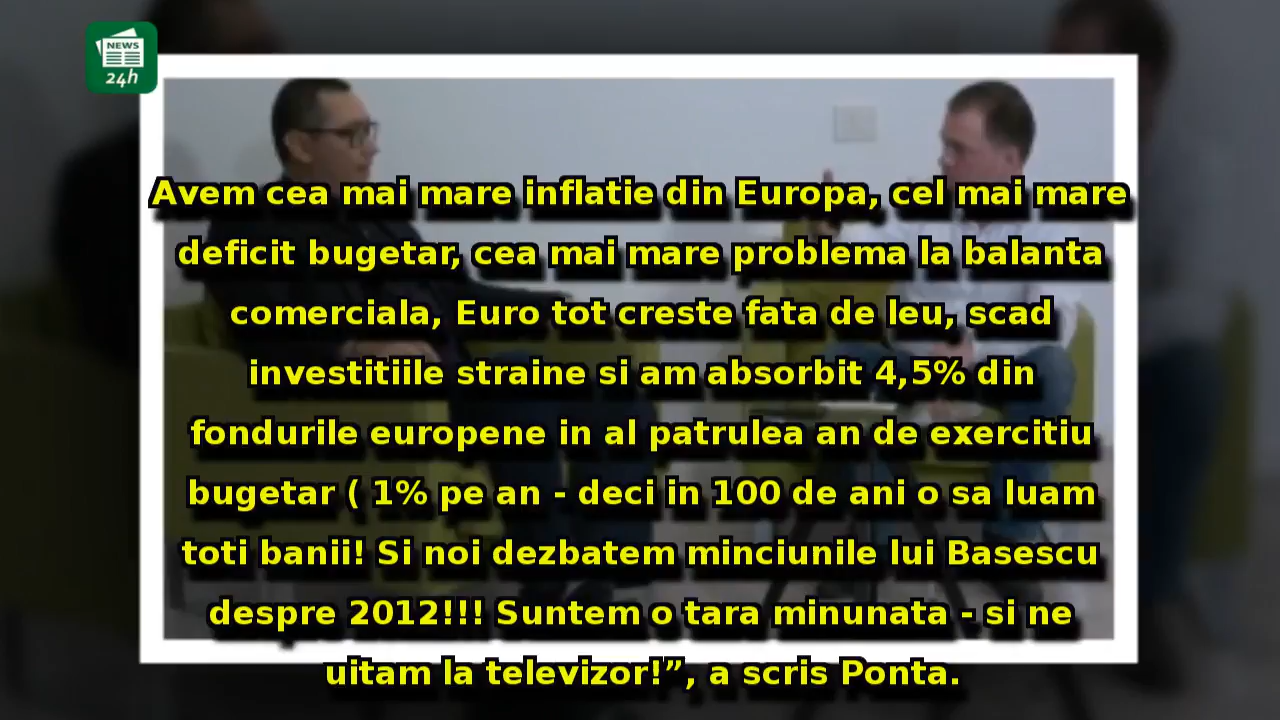 NEWS
24h
Avem cea mai mare inflatie din Europa, cel mai mare
deficit bugetar, cea mai mare problema la balanta
comerciala, Euro tot creste fata de leu, scad
investitiile straine si am absorbit 4,5% din
fondurile europene in al patrulea an de exercitiu
bugetar ( 1% pe an - deci in 100 de ani o sa luam
toti banii! Si noi dezbatem minciunile lui Basescu
despre 2012!!! Suntem o tara minunata - si ne
uitam la televizor!”, a scris Ponta.